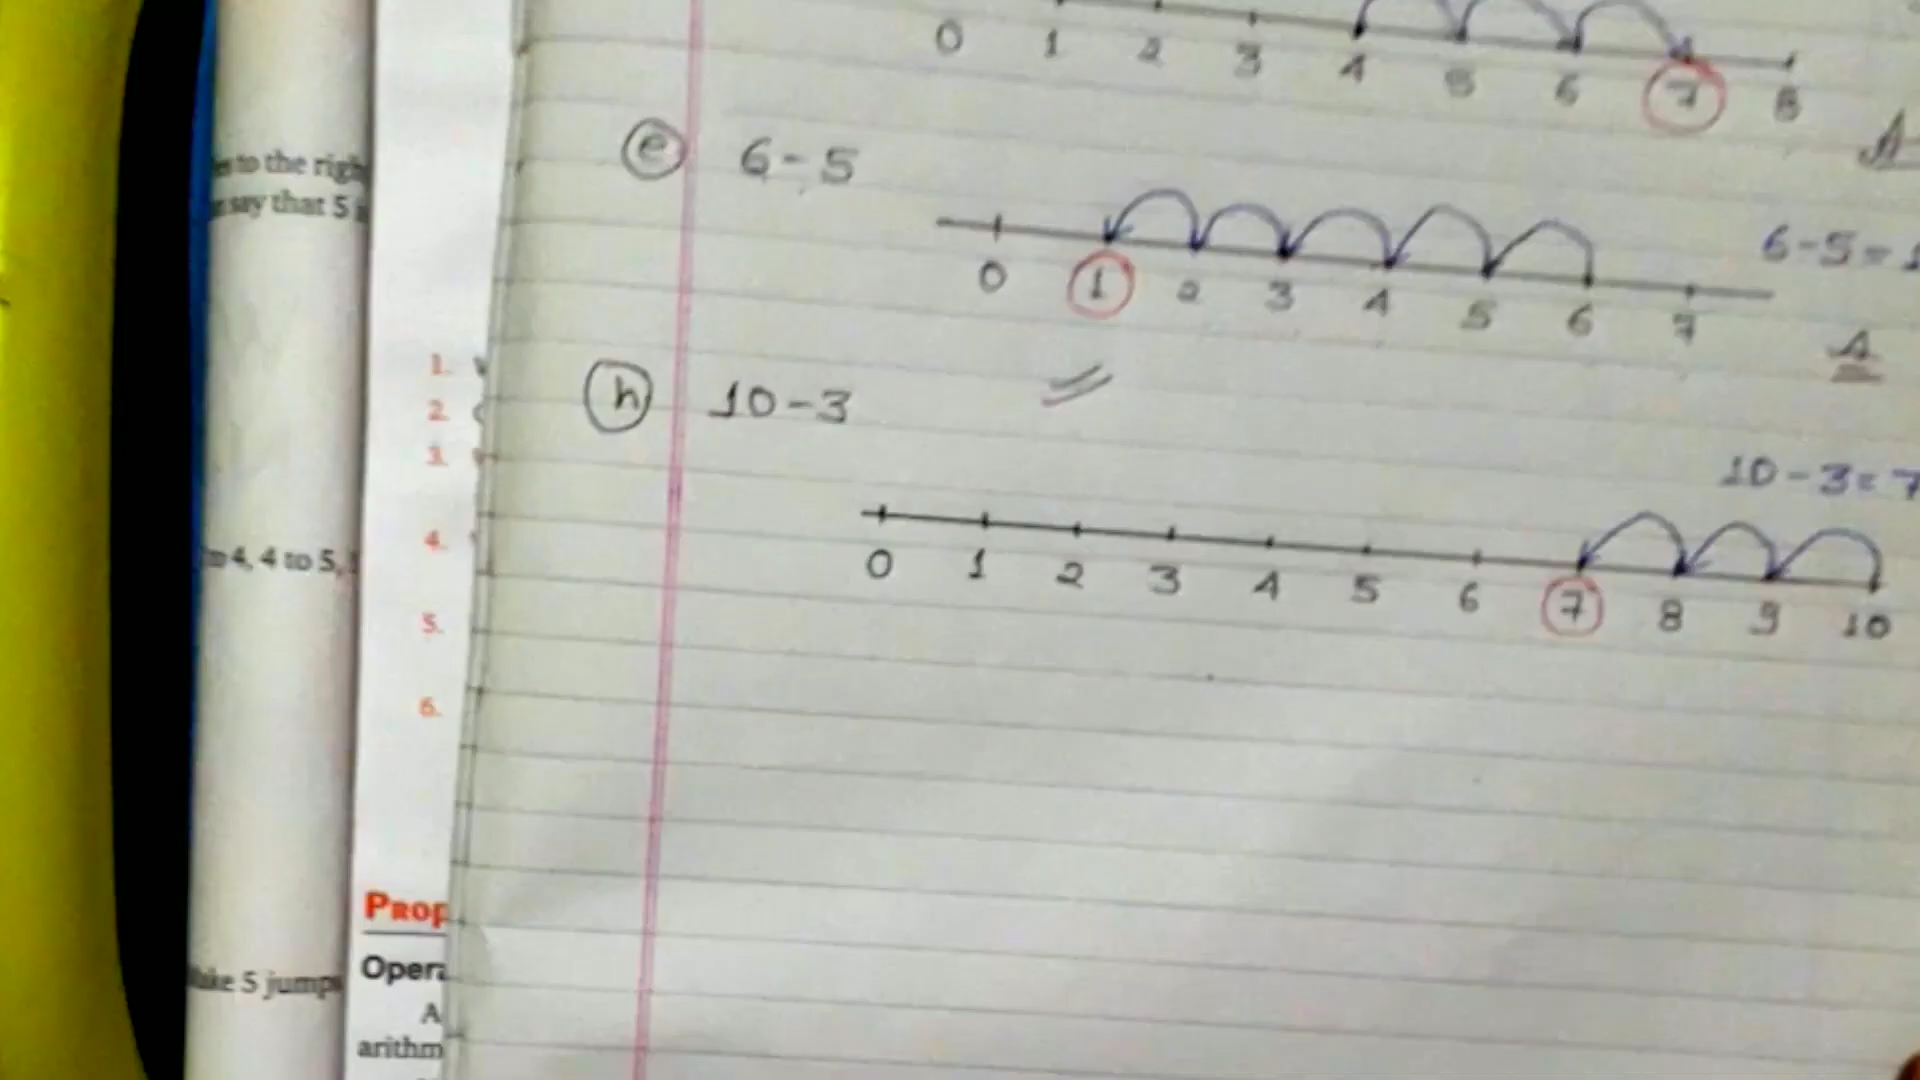 0 1 2 3 4 5 6 7 8
e 6-5
6-5=1
0 1 2 3 4 5 6 7
h 10-3
10-3=7
0 1 2 3 4 5 6 7 8 9 10
to the righ
say that 5
4, 4 to 5,
5 jump
1.
2.
3.
4.
5.
6.
PROP
Opera
A
arithm